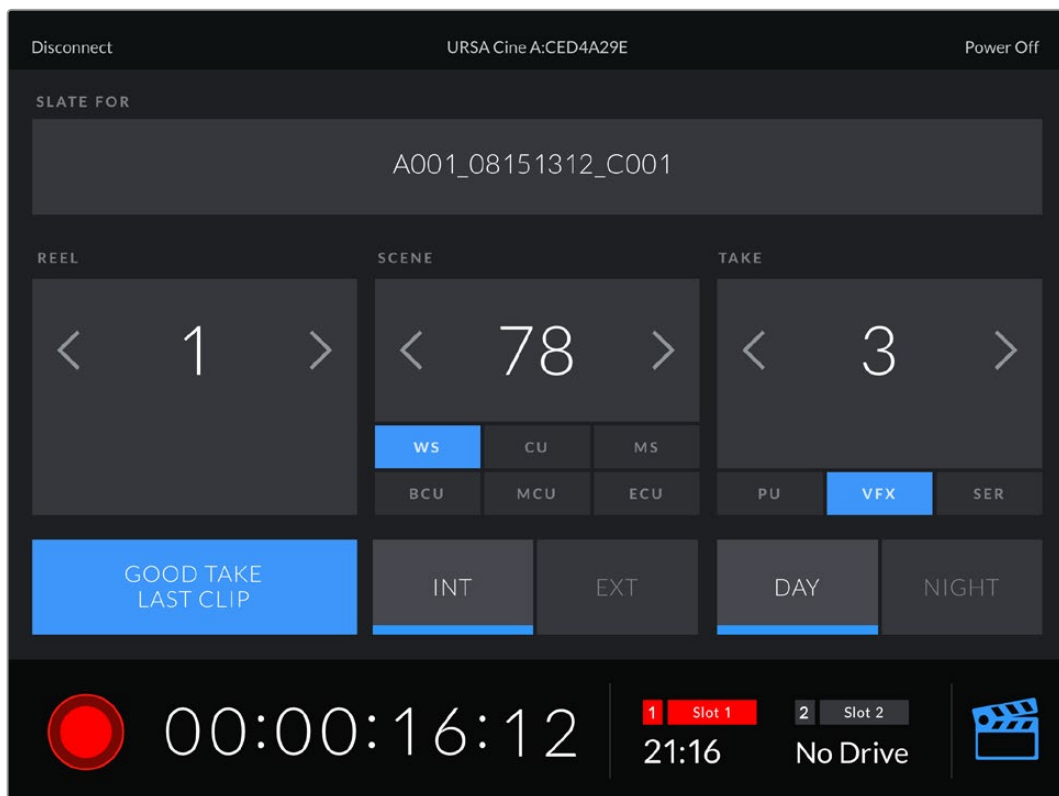 Disconnect
URSA Cine A:CED4A29E
Power Off
SLATE FOR
A001_08151312_C001
REEL
SCENE
TAKE
1
78
3
WS
CU
MS
BCU
MCU
ECU
PU
VFX
SER
GOOD TAKE
LAST CLIP
INT
EXT
DAY
NIGHT
00:00:16:12
1
Slot 1
2
Slot 2
21:16
No Drive